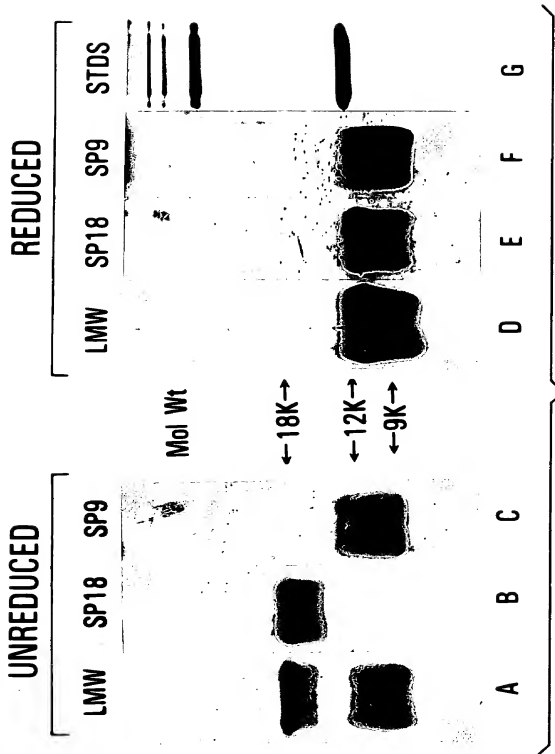 UNREDUCED REDUCED
LMW SP18 SP9 LMW SP18 SP9 STDS
Mol Wt
←18K→
←12K→
←9K→
A B C D E F G